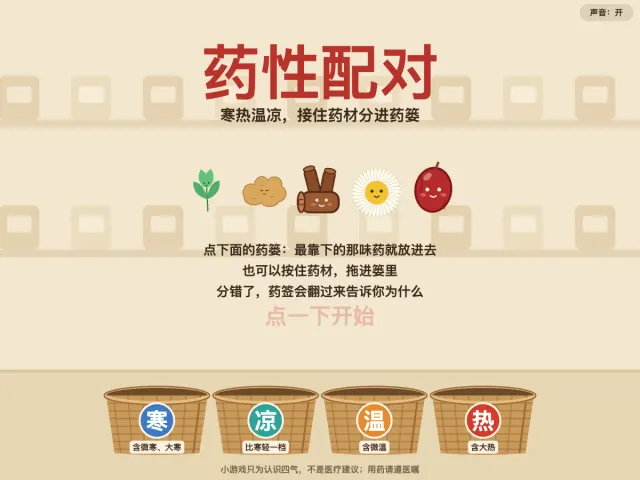 声音：开
药性配对
寒热温凉，接住药材分进药篓
点下面的药篓：最靠下的那味药就放进去
也可以按住药材，拖进篓里
分错了，药签会翻过来告诉你为什么
点一下开始
寒
凉
温
热
含微寒、大寒
比寒轻一档
含微温
含大热
小游戏只为认识四气，不是医疗建议；用药请遵医嘱